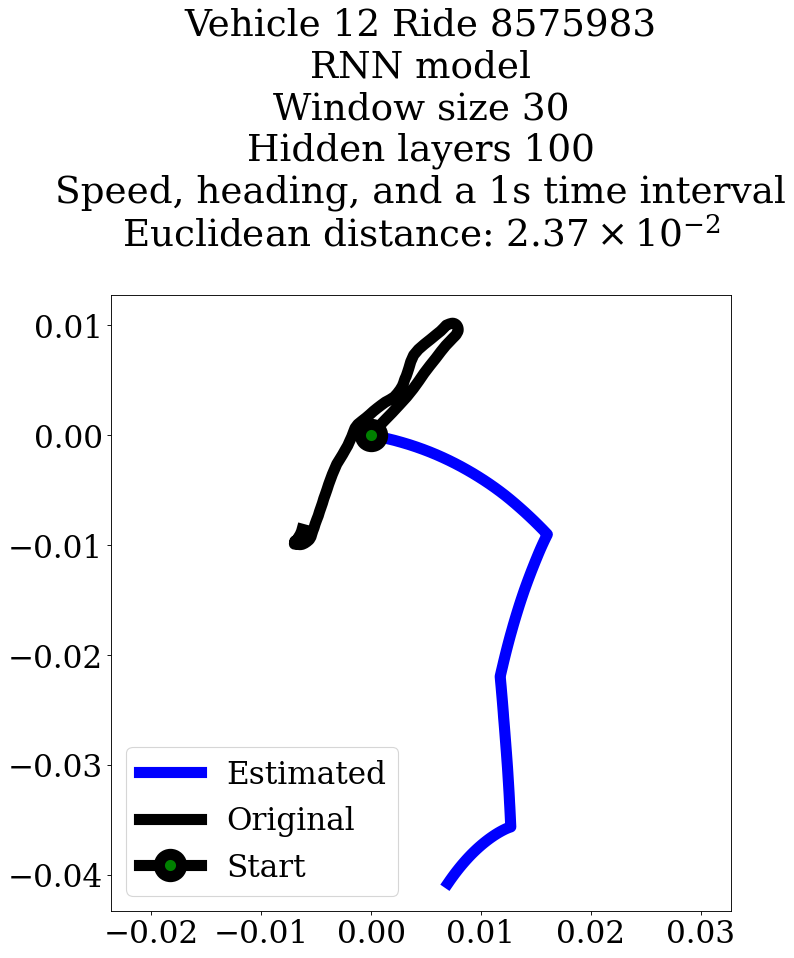 Vehicle 12 Ride 8575983
RNN model
Window size 30
Hidden layers 100
Speed, heading, and a 1s time interval
Euclidean distance: 2.37 × 10⁻²
0.01
0.00
−0.01
−0.02
−0.03
−0.04
Estimated
Original
Start
−0.02 −0.01 0.00 0.01 0.02 0.03